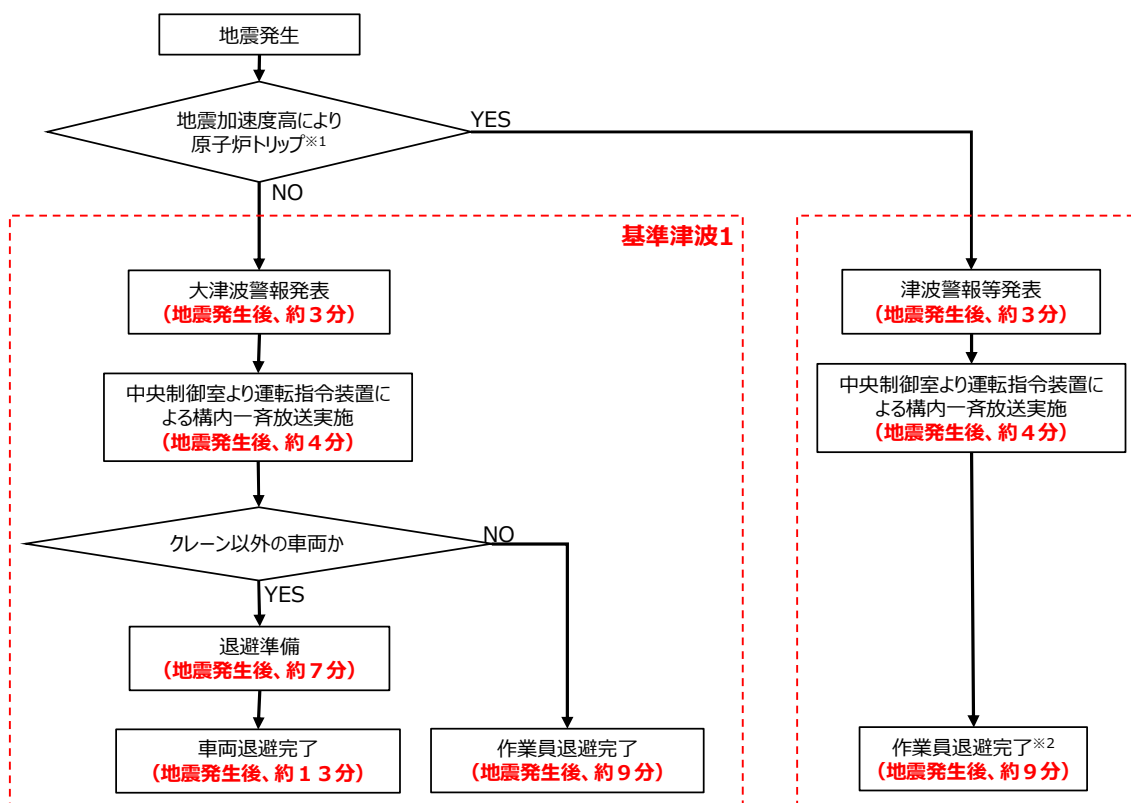 地震発生
地震加速度高により
原子炉トリップ※1
YES
NO
基準津波1
大津波警報発表
（地震発生後、約３分）
中央制御室より運転指令装置に
よる構内一斉放送実施
（地震発生後、約４分）
クレーン以外の車両か
NO
YES
退避準備
（地震発生後、約７分）
車両退避完了
（地震発生後、約１３分）
作業員退避完了
（地震発生後、約９分）
津波警報等発表
（地震発生後、約３分）
中央制御室より運転指令装置に
よる構内一斉放送実施
（地震発生後、約４分）
作業員退避完了※2
（地震発生後、約９分）